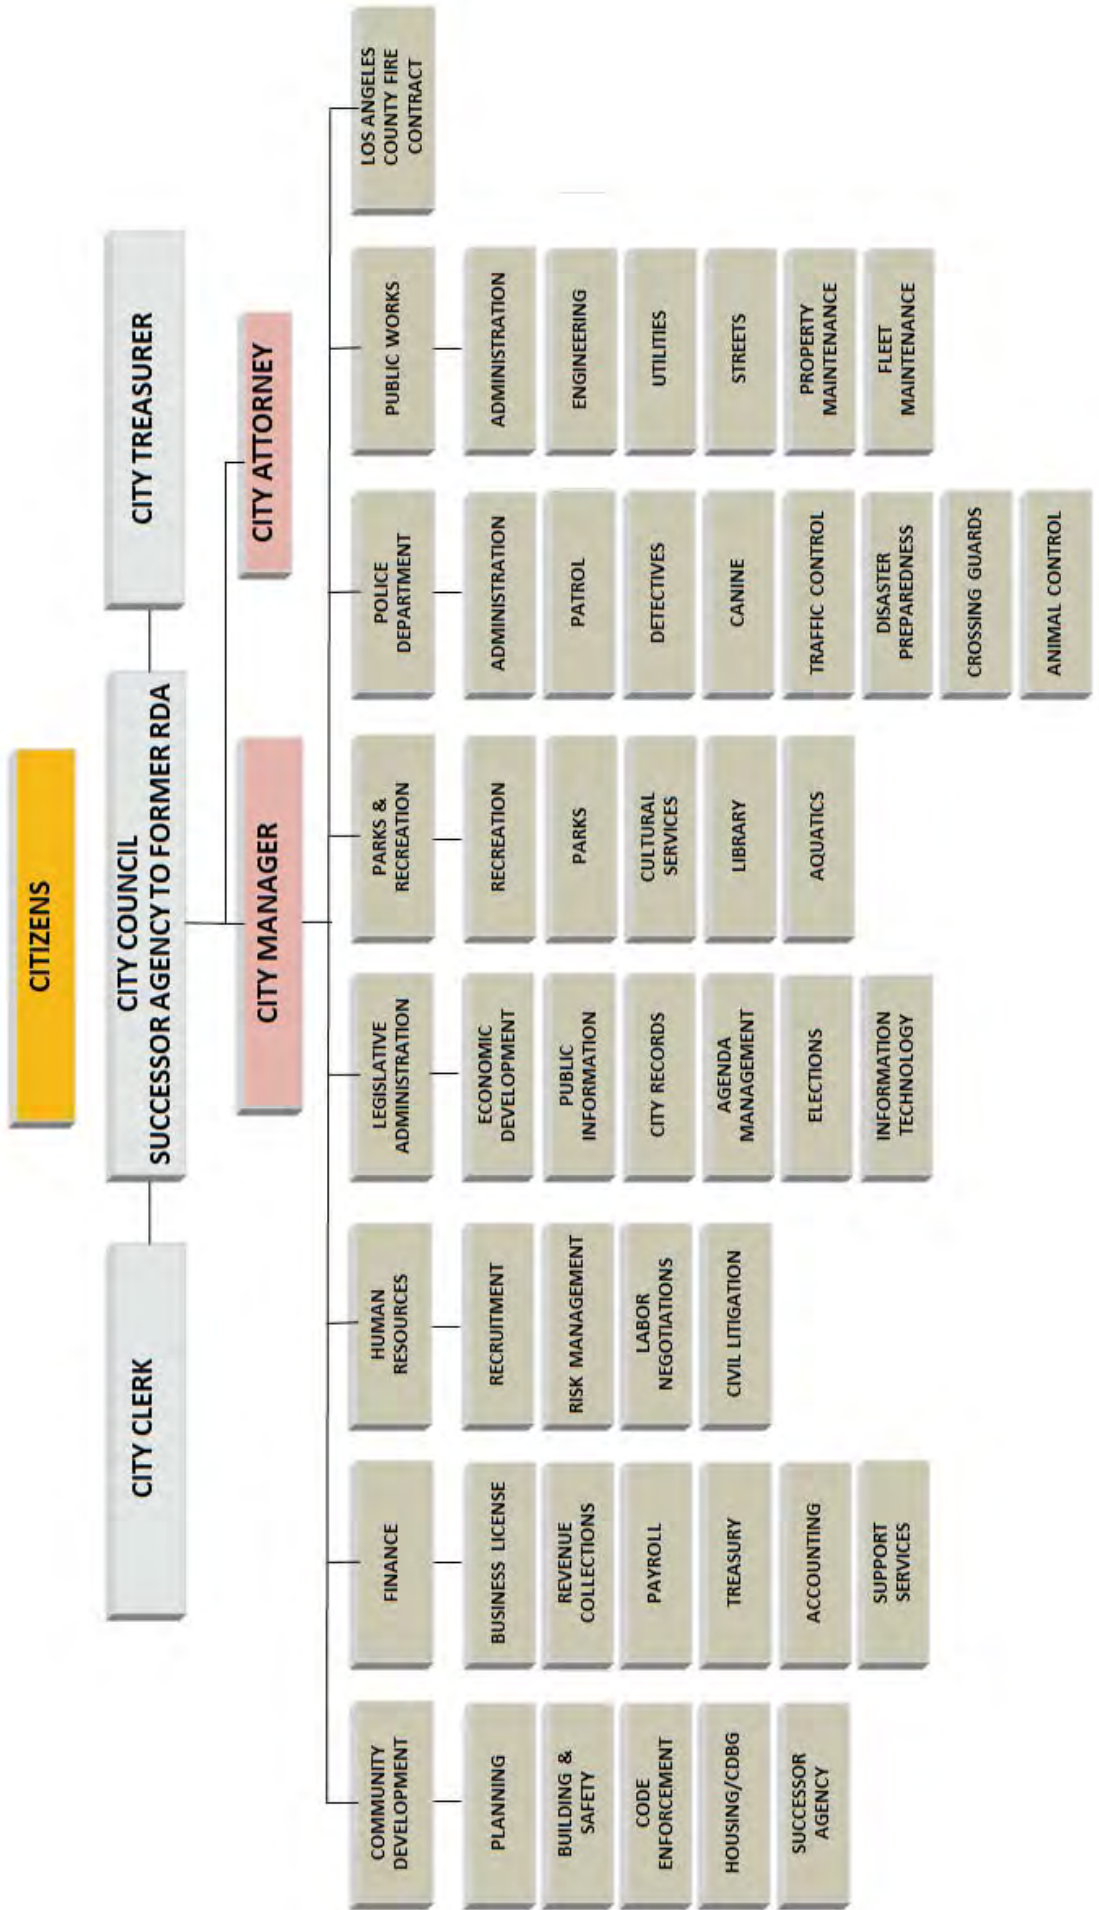 CITIZENS
CITY CLERK
CITY COUNCIL
SUCCESSOR AGENCY TO FORMER RDA
CITY TREASURER
CITY MANAGER
CITY ATTORNEY
COMMUNITY
DEVELOPMENT
PLANNING
BUILDING &
SAFETY
CODE
ENFORCEMENT
HOUSING/CDBG
SUCCESSOR
AGENCY
FINANCE
BUSINESS LICENSE
REVENUE
COLLECTIONS
PAYROLL
TREASURY
ACCOUNTING
SUPPORT
SERVICES
HUMAN
RESOURCES
RECRUITMENT
RISK MANAGEMENT
LABOR
NEGOTIATIONS
CIVIL LITIGATION
LEGISLATIVE
ADMINISTRATION
ECONOMIC
DEVELOPMENT
PUBLIC
INFORMATION
CITY RECORDS
AGENDA
MANAGEMENT
ELECTIONS
INFORMATION
TECHNOLOGY
PARKS &
RECREATION
RECREATION
PARKS
CULTURAL
SERVICES
LIBRARY
AQUATICS
POLICE
DEPARTMENT
ADMINISTRATION
PATROL
DETECTIVES
CANINE
TRAFFIC CONTROL
DISASTER
PREPAREDNESS
CROSSING GUARDS
ANIMAL CONTROL
PUBLIC WORKS
ADMINISTRATION
ENGINEERING
UTILITIES
STREETS
PROPERTY
MAINTENANCE
FLEET
MAINTENANCE
LOS ANGELES
COUNTY FIRE
CONTRACT